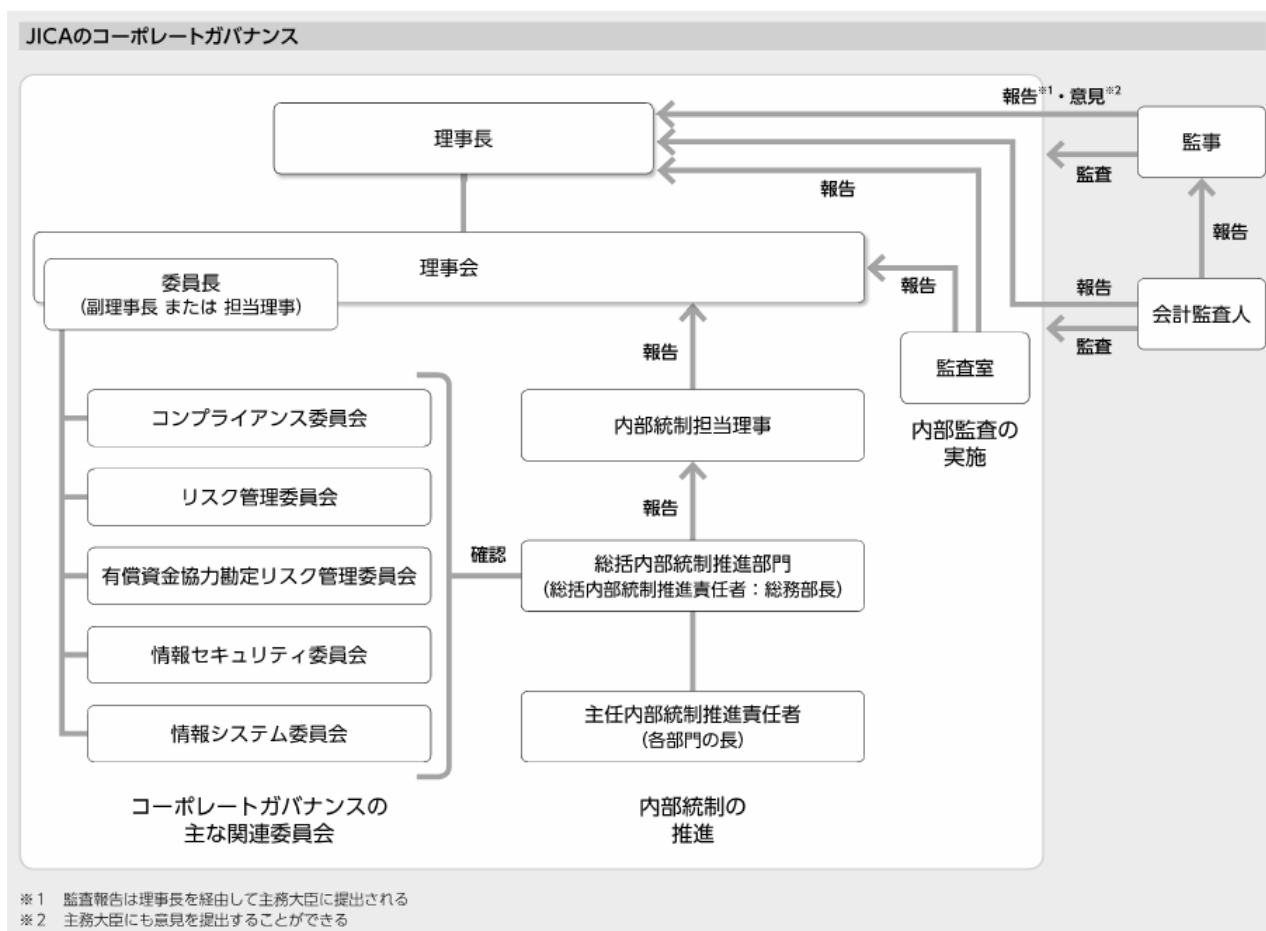 JICAのコーポレートガバナンス
報告※1・意見※2
理事長
監事
監査
報告
報告
理事会
委員長
(副理事長 または 担当理事)
報告
報告
会計監査人
監査
報告
監査室
コンプライアンス委員会
内部統制担当理事
内部監査の
実施
リスク管理委員会
報告
確認
有償資金協力勘定リスク管理委員会
総括内部統制推進部門
(総括内部統制推進責任者：総務部長)
情報セキュリティ委員会
主任内部統制推進責任者
(各部門の長)
情報システム委員会
コーポレートガバナンスの
主な関連委員会
内部統制の
推進
※1 監査報告は理事長を経由して主務大臣に提出される
※2 主務大臣にも意見を提出することができる